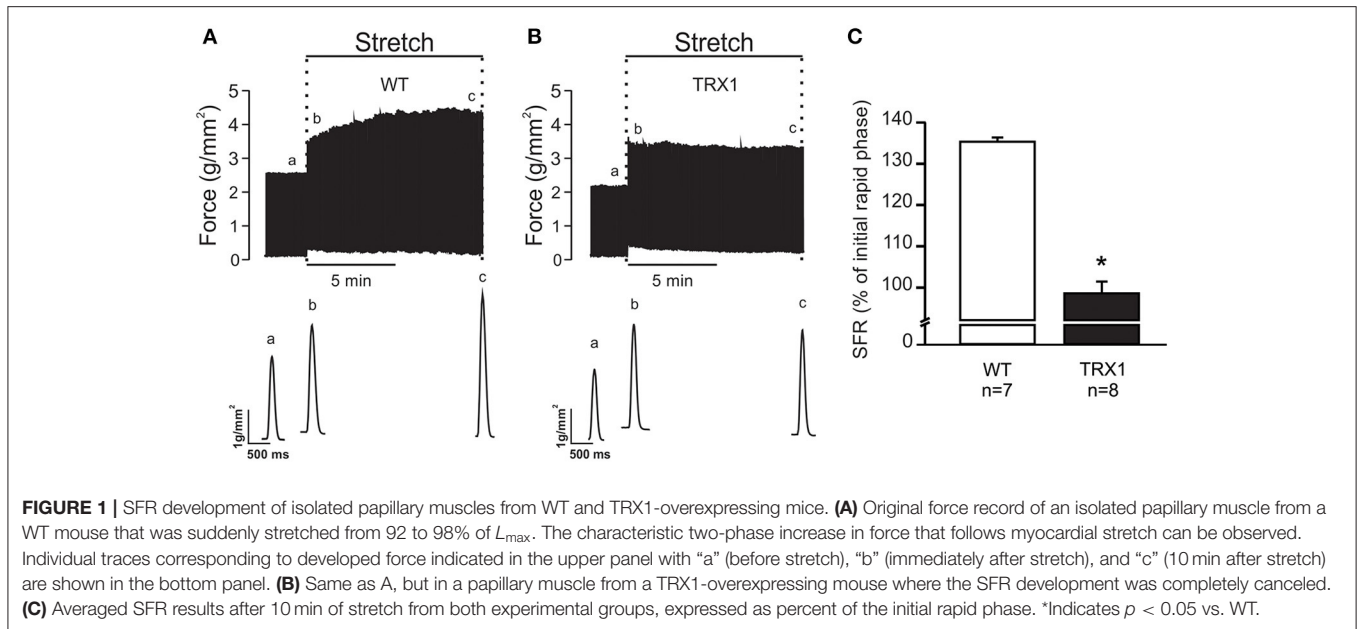 A
Stretch
WT
Force (g/mm²)
5
4
3
2
1
0
a
b
c
5 min
a
b
c
1g/mm²
500 ms
B
Stretch
TRX1
Force (g/mm²)
5
4
3
2
1
0
a
b
c
5 min
a
b
c
1g/mm²
500 ms
C
SFR (% of initial rapid phase)
140
130
120
110
100
0
*
WT
n=7
TRX1
n=8
FIGURE 1 | SFR development of isolated papillary muscles from WT and TRX1-overexpressing mice. (A) Original force record of an isolated papillary muscle from a
WT mouse that was suddenly stretched from 92 to 98% of Lmax. The characteristic two-phase increase in force that follows myocardial stretch can be observed.
Individual traces corresponding to developed force indicated in the upper panel with “a” (before stretch), “b” (immediately after stretch), and “c” (10 min after stretch)
are shown in the bottom panel. (B) Same as A, but in a papillary muscle from a TRX1-overexpressing mouse where the SFR development was completely canceled.
(C) Averaged SFR results after 10 min of stretch from both experimental groups, expressed as percent of the initial rapid phase. *Indicates p < 0.05 vs. WT.